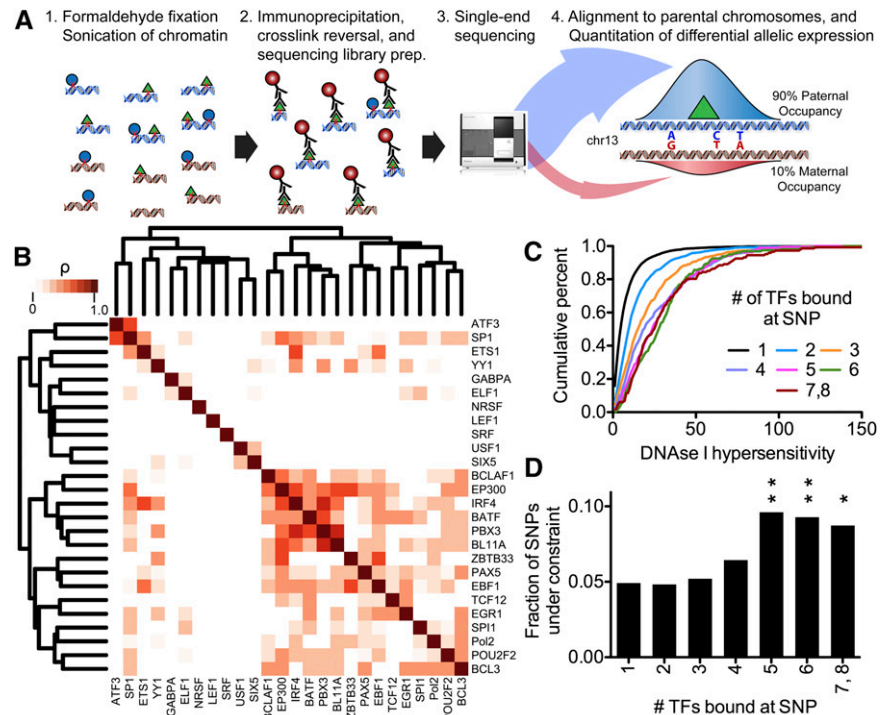 A
1. Formaldehyde fixation
Sonication of chromatin
2. Immunoprecipitation,
crosslink reversal, and
sequencing library prep.
3. Single-end
sequencing
4. Alignment to parental chromosomes, and
Quantitation of differential allelic expression
90% Paternal
Occupancy
chr13
A C T
G T A
10% Maternal
Occupancy
B
ρ
0 1.0
ATF3
SP1
ETS1
YY1
GABPA
ELF1
NRSF
LEF1
SRF
USF1
SIX5
BCLAF1
EP300
IRF4
BATF
PBX3
BL11A
ZBTB33
PAX5
EBF1
TCF12
EGR1
SPI1
Pol2
POU2F2
BCL3
ATF3
SP1
ETS1
YY1
GABPA
ELF1
NRSF
LEF1
SRF
USF1
SIX5
BCLAF1
EP300
IRF4
BATF
PBX3
BL11A
ZBTB33
PAX5
EBF1
TCF12
EGR1
SPI1
Pol2
POU2F2
BCL3
C
Cumulative percent
1.0
0.8
0.6
0.4
0.2
0.0
# of TFs bound
at SNP
1 2 3
4 5 6
7,8
0 50 100 150
DNAse I hypersensitivity
D
Fraction of SNPs
under constraint
0.10
0.05
0.00
* * * * *
1 2 3 4 5 6 7, 8
# TFs bound at SNP